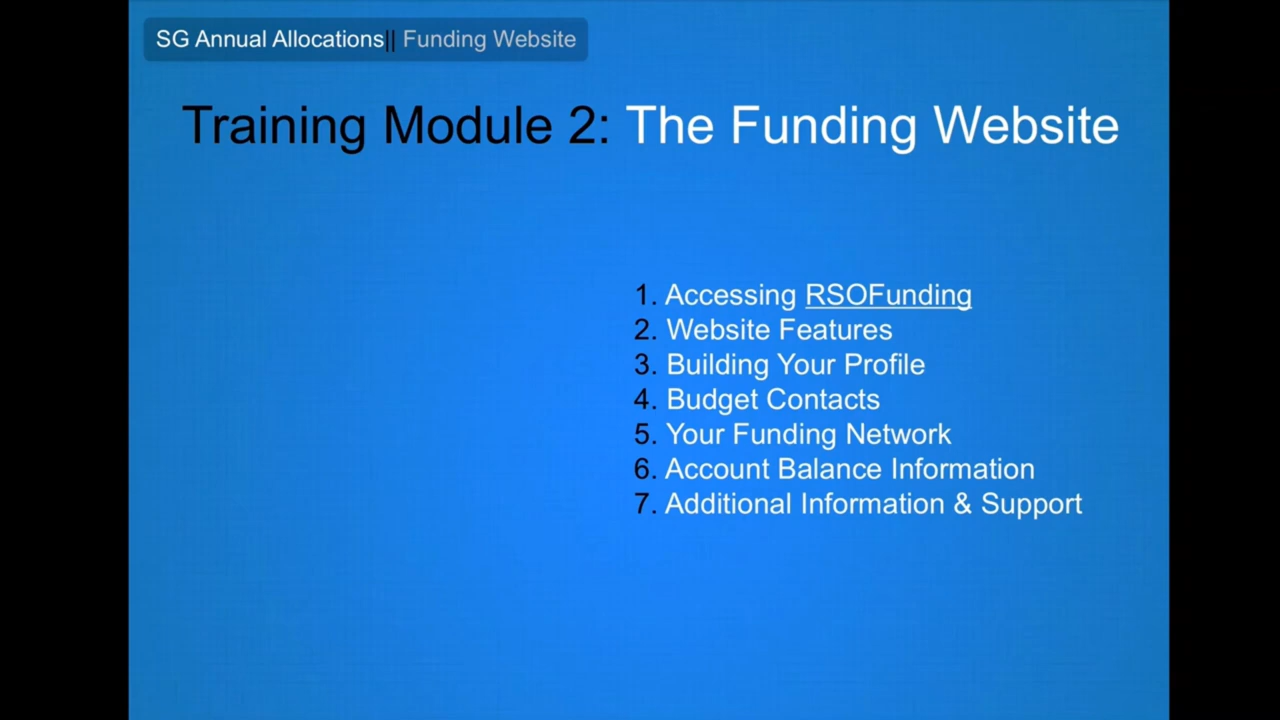 SG Annual Allocations|| Funding Website
Training Module 2: The Funding Website
1. Accessing RSOFunding
2. Website Features
3. Building Your Profile
4. Budget Contacts
5. Your Funding Network
6. Account Balance Information
7. Additional Information & Support